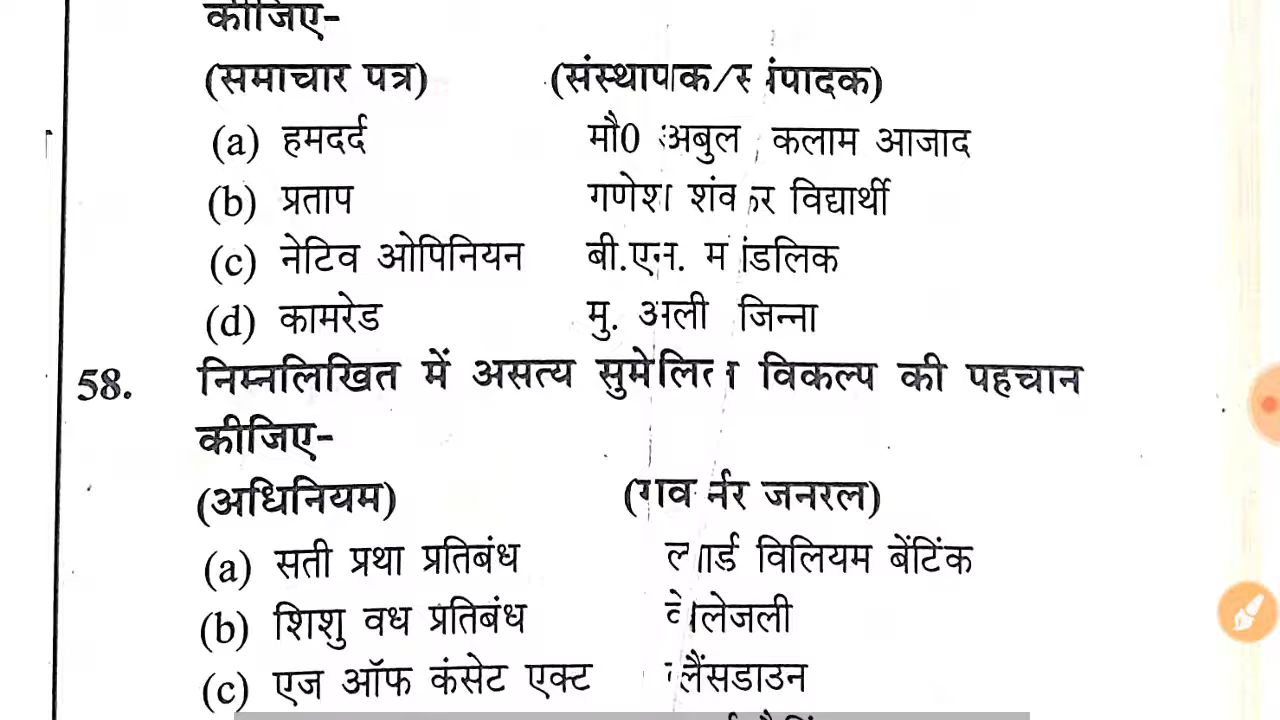 कीजिए-
(समाचार पत्र) (संस्थापक/संपादक)
(a) हमदर्द मौ0 अबुल कलाम आजाद
(b) प्रताप गणेश शंकर विद्यार्थी
(c) नेटिव ओपिनियन बी.एन. मांडलिक
(d) कामरेड मु. अली जिन्ना
58. निम्नलिखित में असत्य सुमेलित विकल्प की पहचान
कीजिए-
(अधिनियम) (गवर्नर जनरल)
(a) सती प्रथा प्रतिबंध लार्ड विलियम बेंटिंक
(b) शिशु वध प्रतिबंध वेलेजली
(c) एज ऑफ कंसेट एक्ट लैंसडाउन